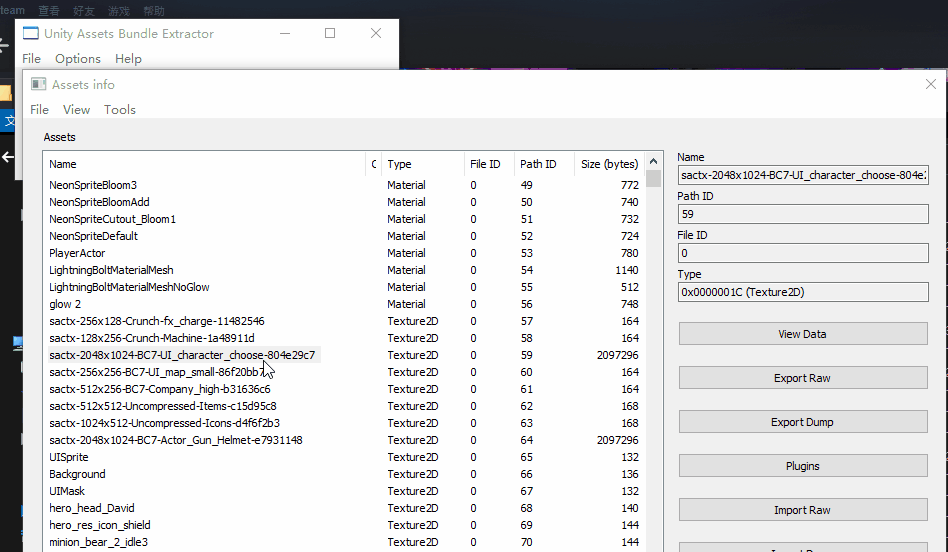 team 查看 好友 游戏 帮助
Unity Assets Bundle Extractor
File Options Help
Assets info
File View Tools
文
Assets
Name C Type File ID Path ID Size (bytes)
NeonSpriteBloom3 Material 0 49 772
NeonSpriteBloomAdd Material 0 50 740
NeonSpriteCutout_Bloom1 Material 0 51 732
NeonSpriteDefault Material 0 52 724
PlayerActor Material 0 53 780
LightningBoltMaterialMesh Material 0 54 1140
LightningBoltMaterialMeshNoGlow Material 0 55 512
glow 2 Material 0 56 748
sactx-256x128-Crunch-fx_charge-11482546 Texture2D 0 57 164
sactx-128x256-Crunch-Machine-1a48911d Texture2D 0 58 164
sactx-2048x1024-BC7-UI_character_choose-804e29c7 Texture2D 0 59 2097296
sactx-256x256-BC7-UI_map_small-86f20bb7 Texture2D 0 60 164
sactx-512x256-BC7-Company_high-b31636c6 Texture2D 0 61 164
sactx-512x512-Uncompressed-Items-c15d95c8 Texture2D 0 62 168
sactx-1024x512-Uncompressed-Icons-d4f6f2b3 Texture2D 0 63 168
sactx-2048x1024-BC7-Actor_Gun_Helmet-e7931148 Texture2D 0 64 2097296
UISprite Texture2D 0 65 132
Background Texture2D 0 66 136
UIMask Texture2D 0 67 132
hero_head_David Texture2D 0 68 140
hero_res_icon_shield Texture2D 0 69 144
minion_bear_2_idle3 Texture2D 0 70 144
Name
sactx-2048x1024-BC7-UI_character_choose-804e2
Path ID
59
File ID
0
Type
0x0000001C (Texture2D)
View Data
Export Raw
Export Dump
Plugins
Import Raw